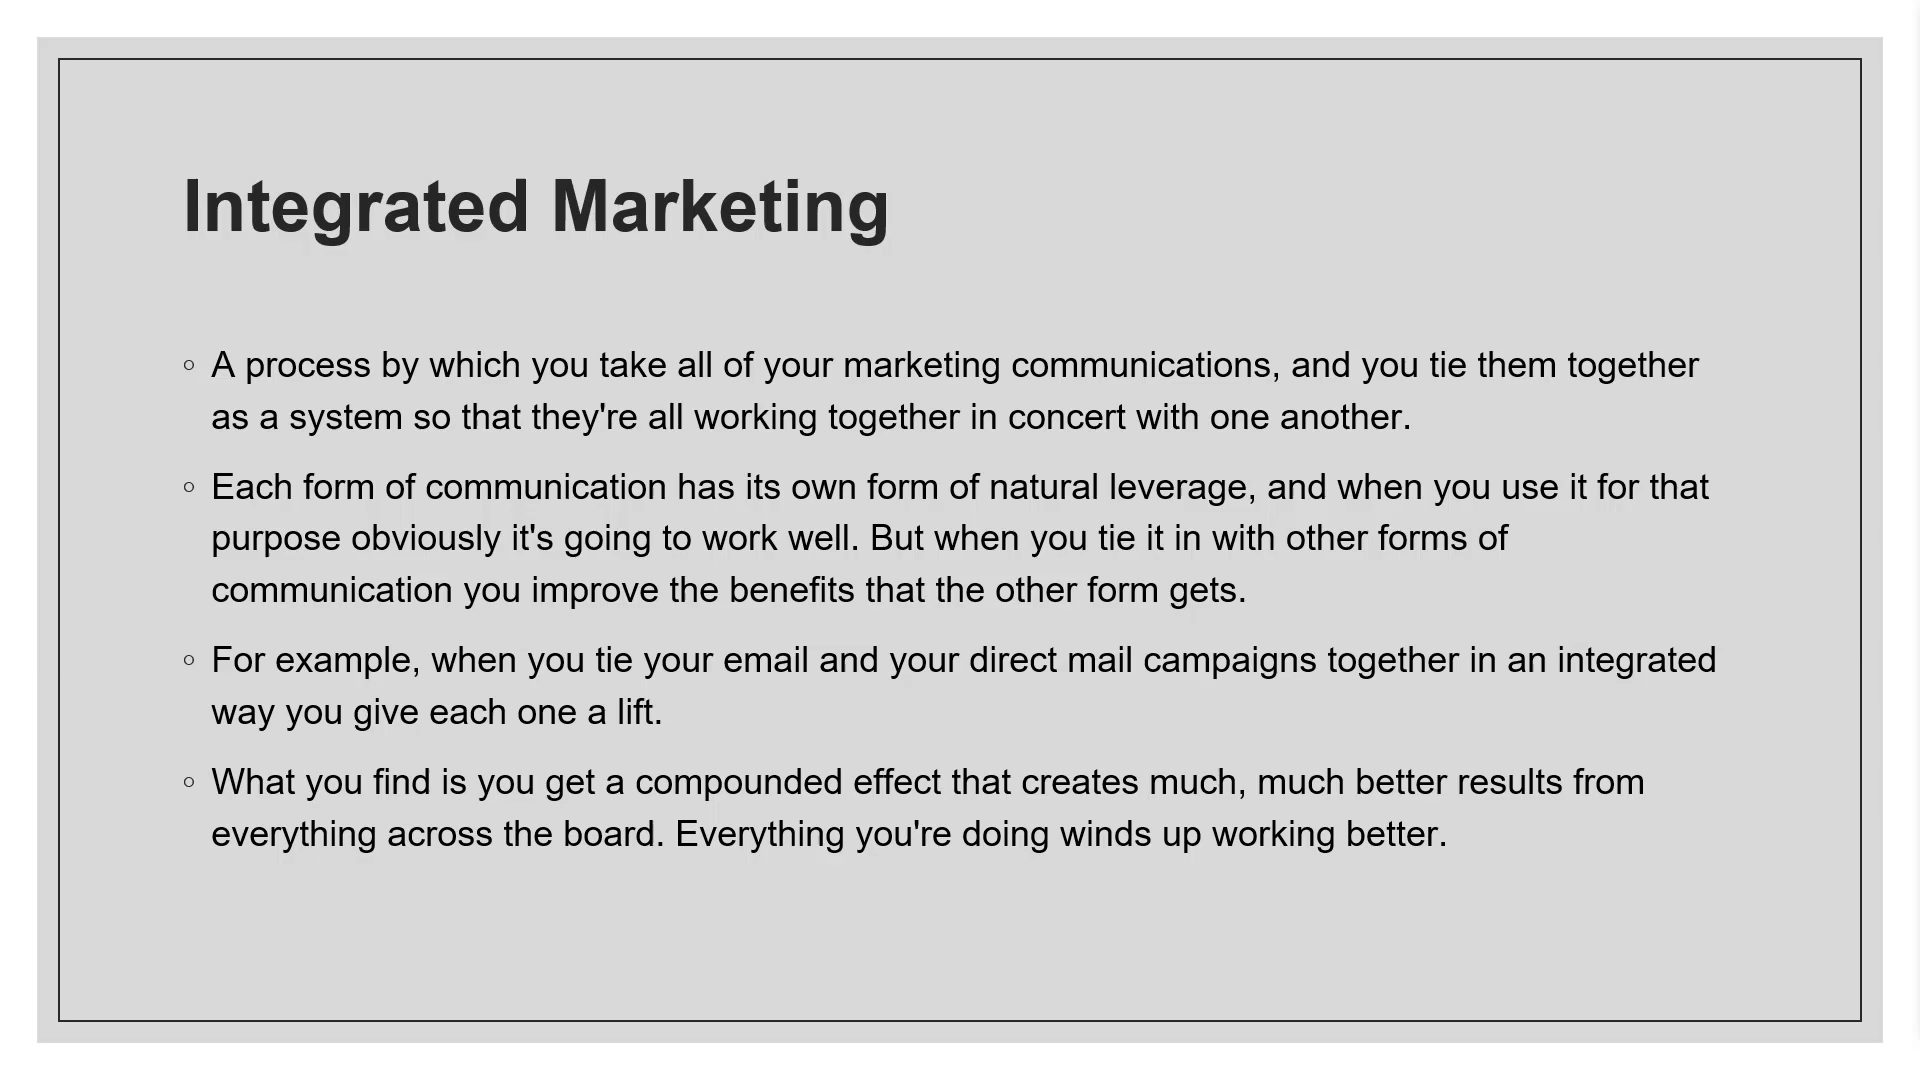 Integrated Marketing
◦ A process by which you take all of your marketing communications, and you tie them together
as a system so that they're all working together in concert with one another.
◦ Each form of communication has its own form of natural leverage, and when you use it for that
purpose obviously it's going to work well. But when you tie it in with other forms of
communication you improve the benefits that the other form gets.
◦ For example, when you tie your email and your direct mail campaigns together in an integrated
way you give each one a lift.
◦ What you find is you get a compounded effect that creates much, much better results from
everything across the board. Everything you're doing winds up working better.